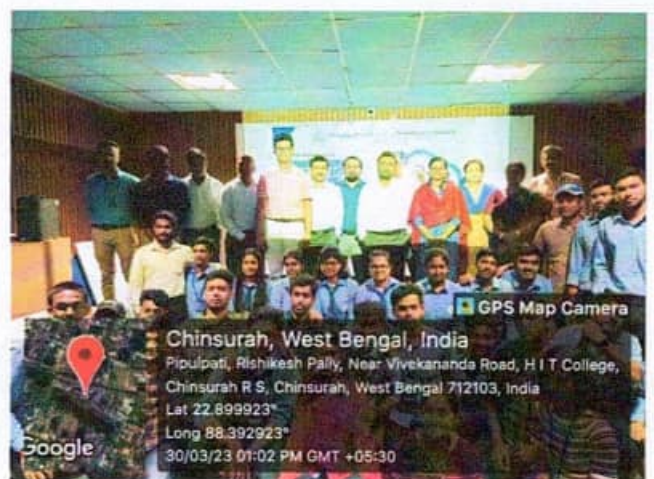 GPS Map Camera
Chinsurah, West Bengal, India
Pipulpati, Rishikesh Pally, Near Vivekananda Road, H I T College,
Chinsurah R S, Chinsurah, West Bengal 712103, India
Lat 22.899923°
Long 88.392923°
30/03/23 01:02 PM GMT +05:30
Google